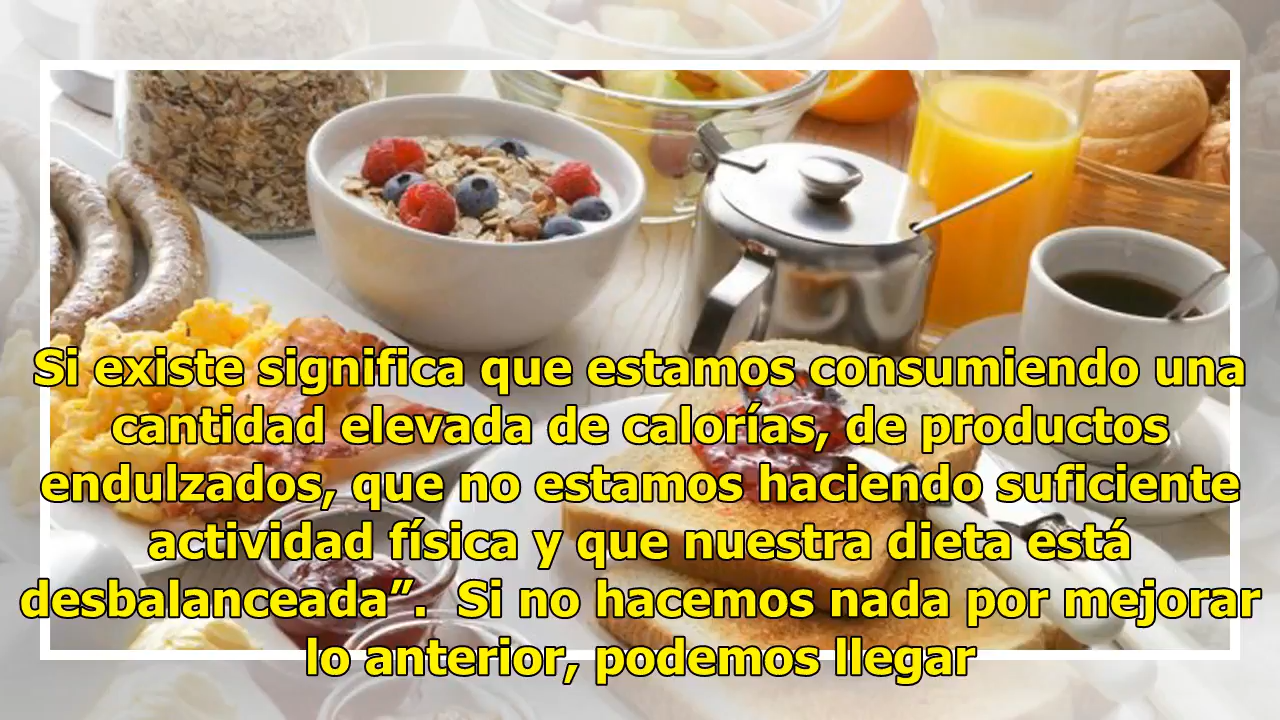 Si existe significa que estamos consumiendo una
cantidad elevada de calorías, de productos
endulzados, que no estamos haciendo suficiente
actividad física y que nuestra dieta está
desbalanceada”.  Si no hacemos nada por mejorar
lo anterior, podemos llegar